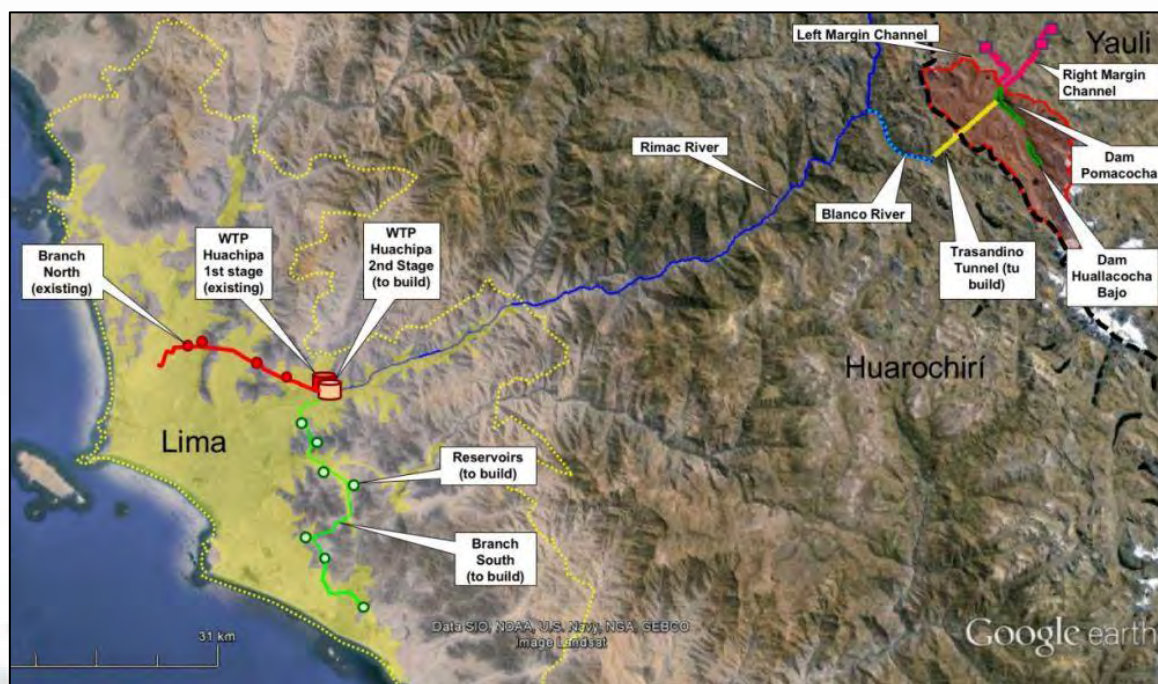 Left Margin Channel
Yauli
Right Margin
Channel
Rimac River
Dam
Pomacocha
Blanco River
WTP
Huachipa
1st stage
(existing)
WTP
Huachipa
2nd Stage
(to build)
Branch
North
(existing)
Trasandino
Tunnel (tu
build)
Dam
Huallacocha
Bajo
Huarochirí
Lima
Reservoirs
(to build)
Branch
South
(to build)
31 km
Data SIO, NOAA, U.S. Navy, NGA, GEBCO
Image Landsat
Google earth